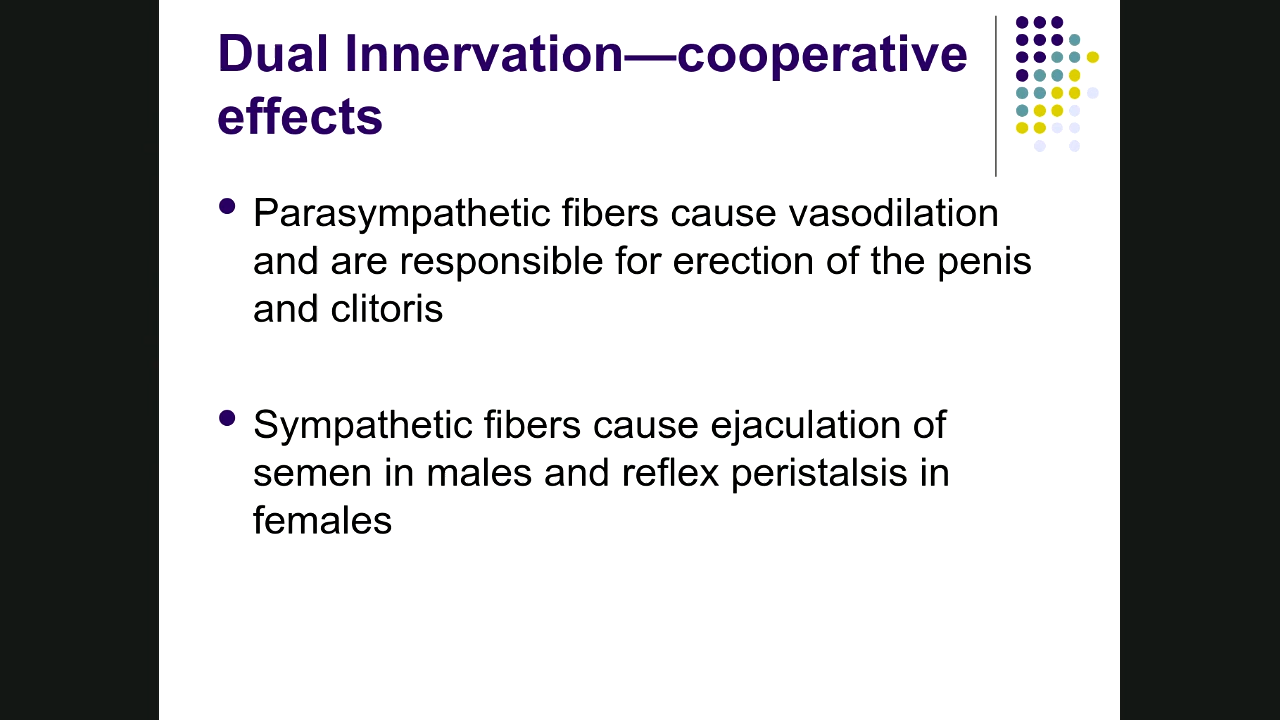 Dual Innervation—cooperative
effects
Parasympathetic fibers cause vasodilation
and are responsible for erection of the penis
and clitoris
Sympathetic fibers cause ejaculation of
semen in males and reflex peristalsis in
females